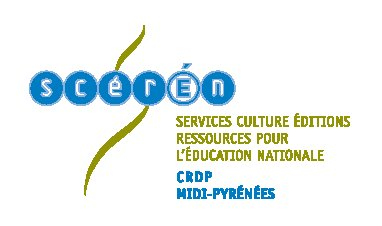 scérÉn
SERVICES CULTURE ÉDITIONS
RESSOURCES POUR
L'ÉDUCATION NATIONALE
CRDP
MIDI-PYRÉNÉES